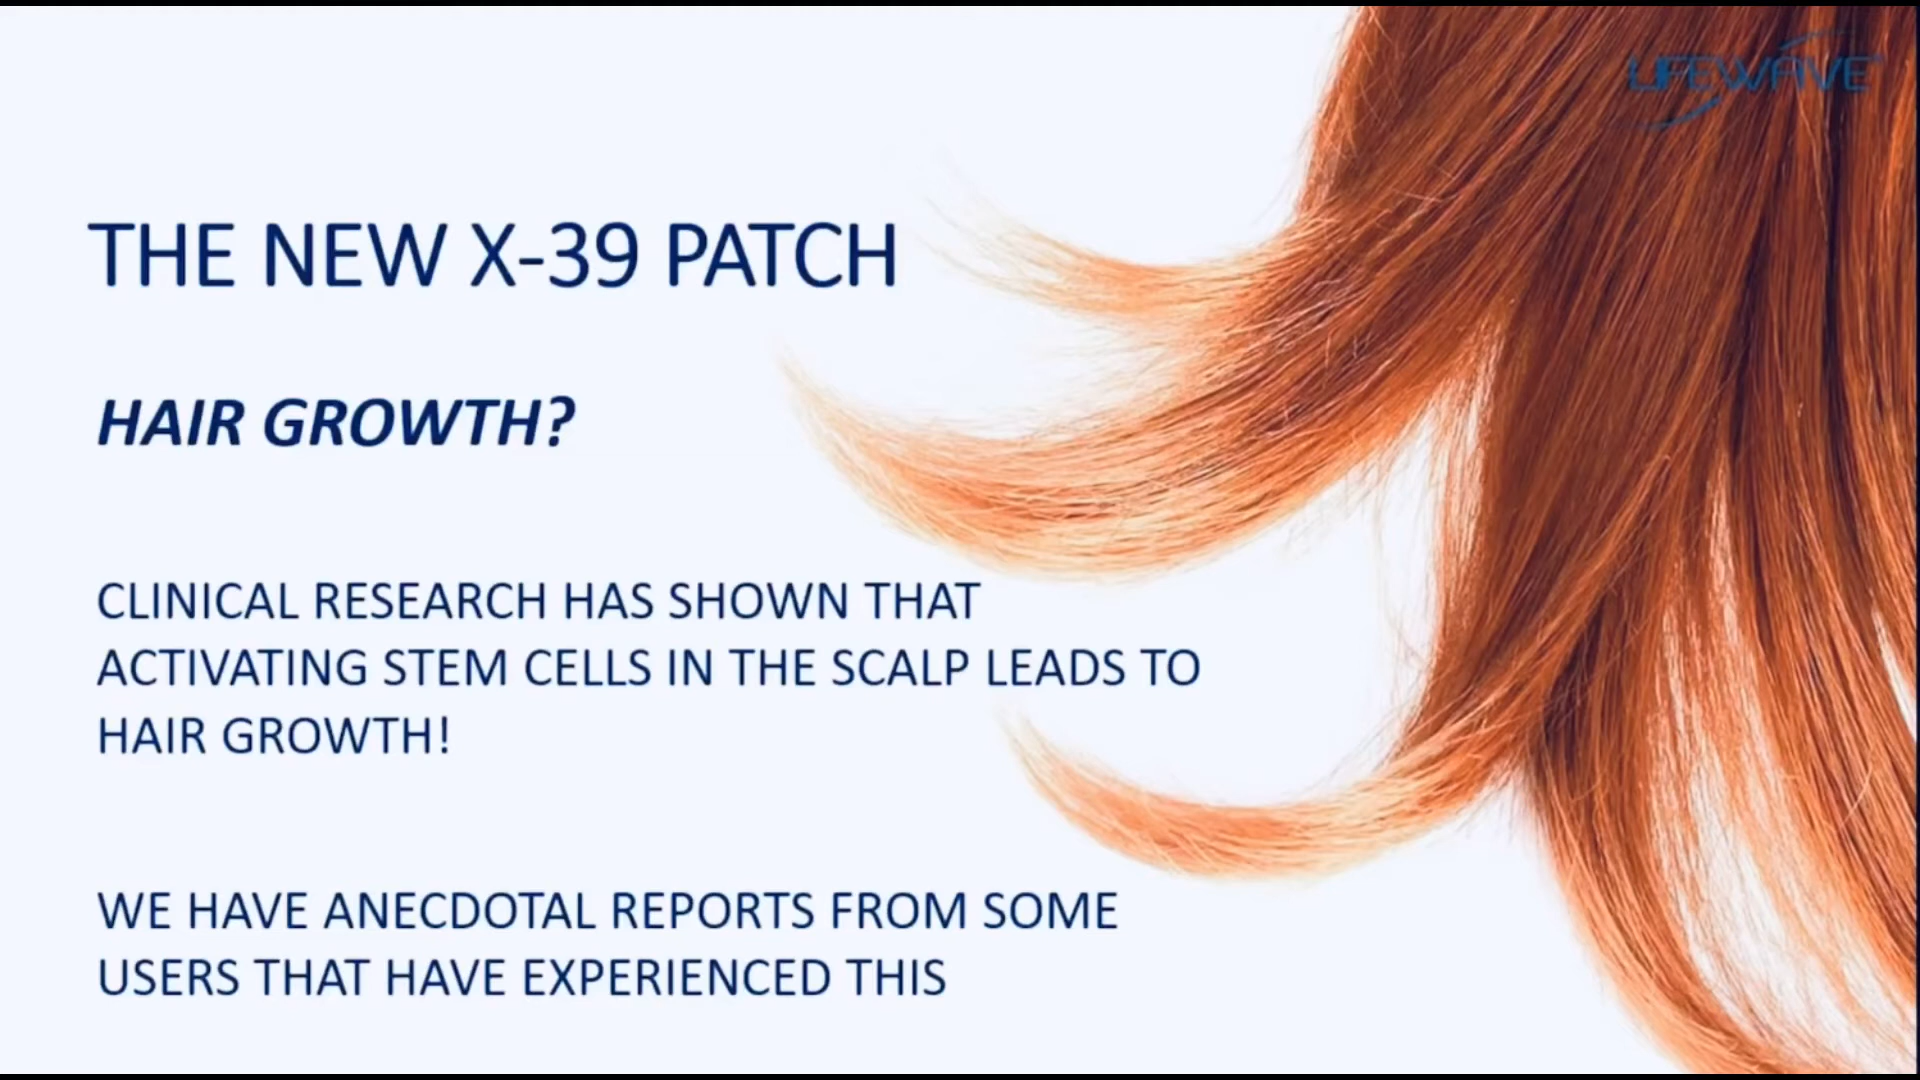 LIFEWAVE
THE NEW X-39 PATCH
HAIR GROWTH?
CLINICAL RESEARCH HAS SHOWN THAT
ACTIVATING STEM CELLS IN THE SCALP LEADS TO
HAIR GROWTH!
WE HAVE ANECDOTAL REPORTS FROM SOME
USERS THAT HAVE EXPERIENCED THIS